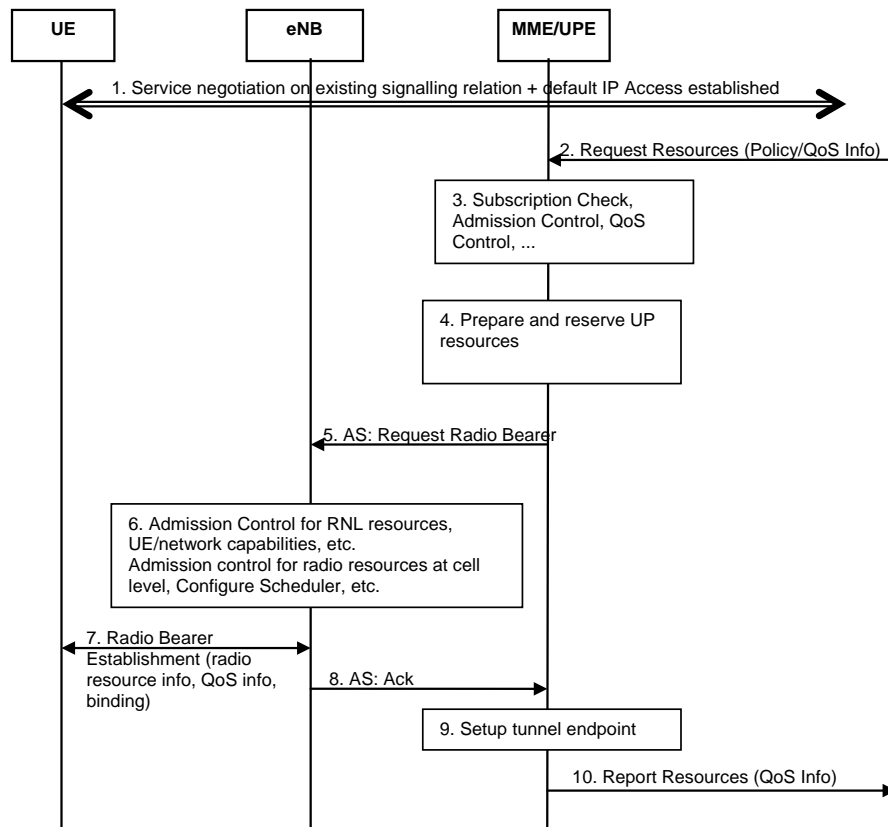 UE
eNB
MME/UPE
1. Service negotiation on existing signalling relation + default IP Access established
2. Request Resources (Policy/QoS Info)
3. Subscription Check,
Admission Control, QoS
Control, ...
4. Prepare and reserve UP
resources
5. AS: Request Radio Bearer
6. Admission Control for RNL resources,
UE/network capabilities, etc.
Admission control for radio resources at cell
level, Configure Scheduler, etc.
7. Radio Bearer
Establishment (radio
resource info, QoS info,
binding)
8. AS: Ack
9. Setup tunnel endpoint
10. Report Resources (QoS Info)